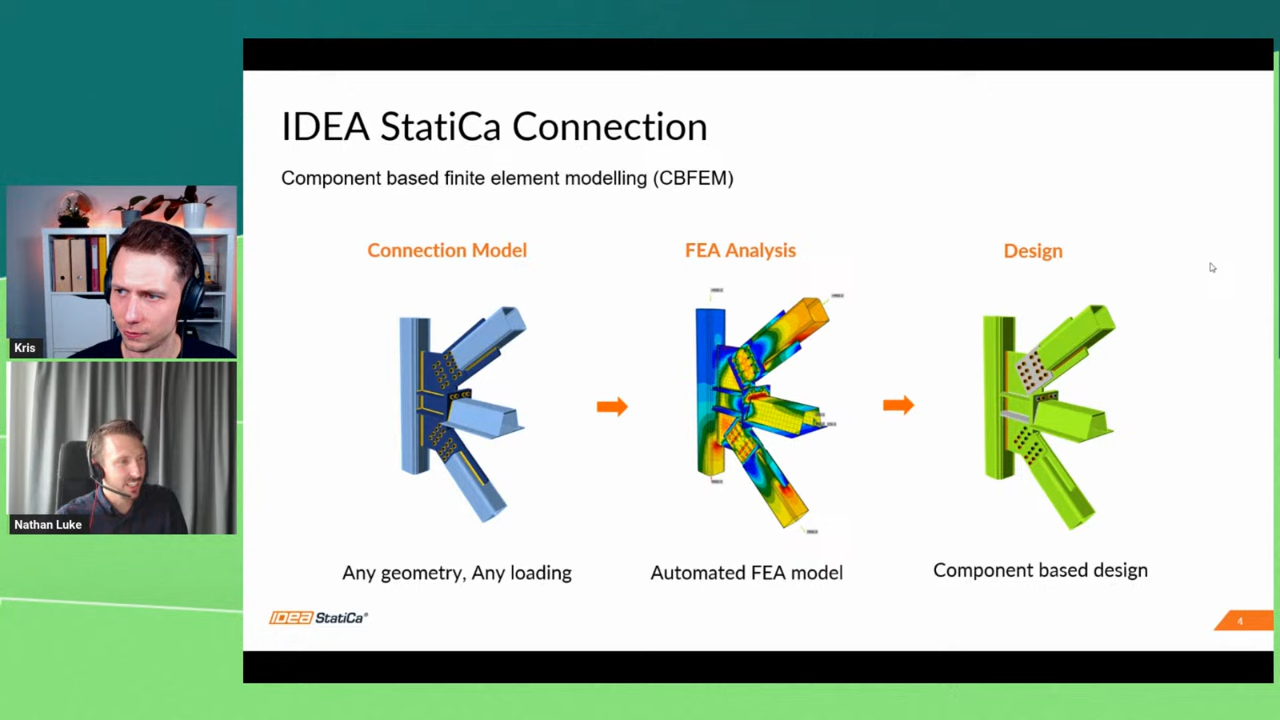 IDEA StatiCa Connection
Component based finite element modelling (CBFEM)
Connection Model
FEA Analysis
Design
Any geometry, Any loading
Automated FEA model
Component based design
IDEA StatiCa®
4
Kris
Nathan Luke